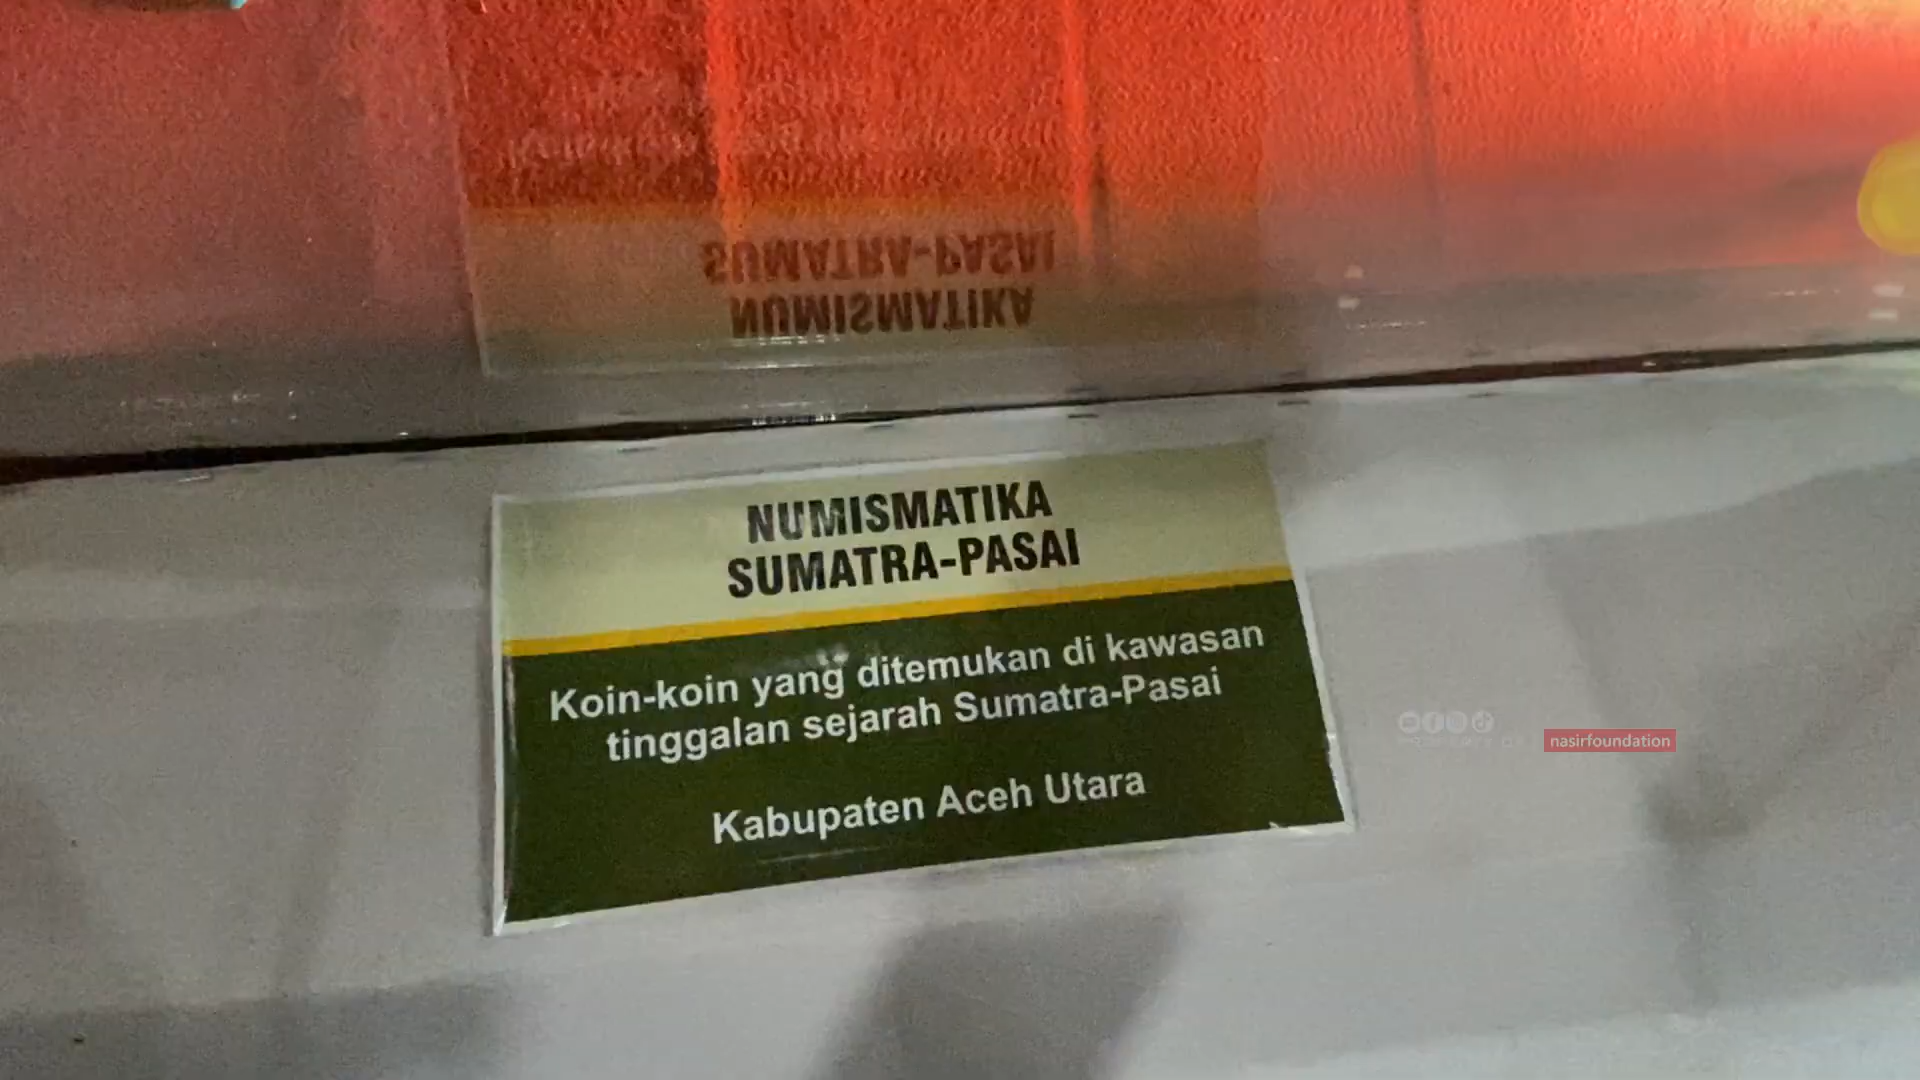 NUMISMATIKA
SUMATRA-PASAI
Koin-koin yang ditemukan di kawasan
tinggalan sejarah Sumatra-Pasai
Kabupaten Aceh Utara
nasirfoundation